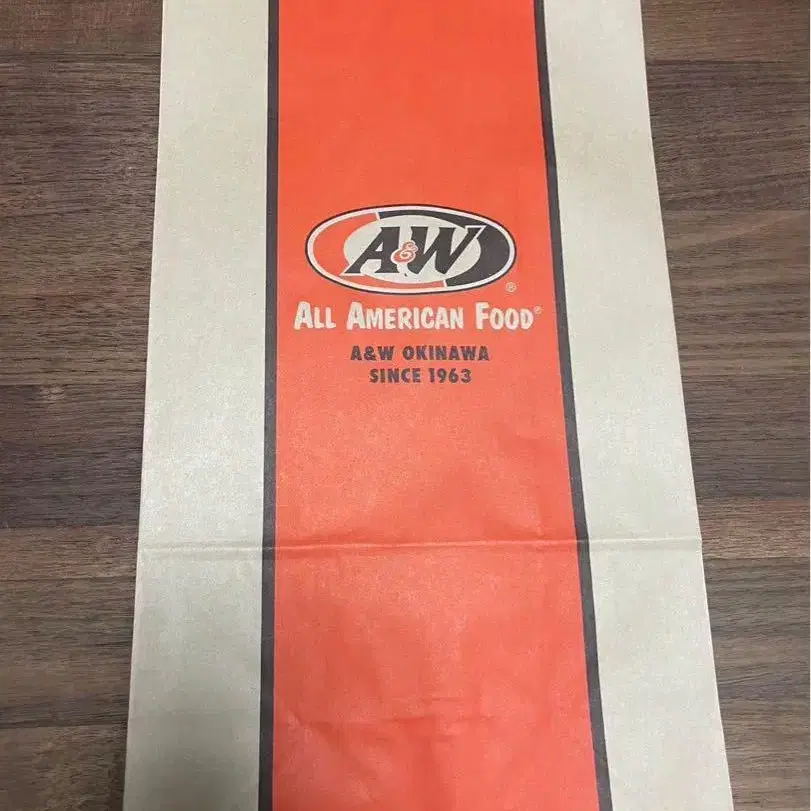 A&W®
ALL AMERICAN FOOD®
A&W OKINAWA
SINCE 1963